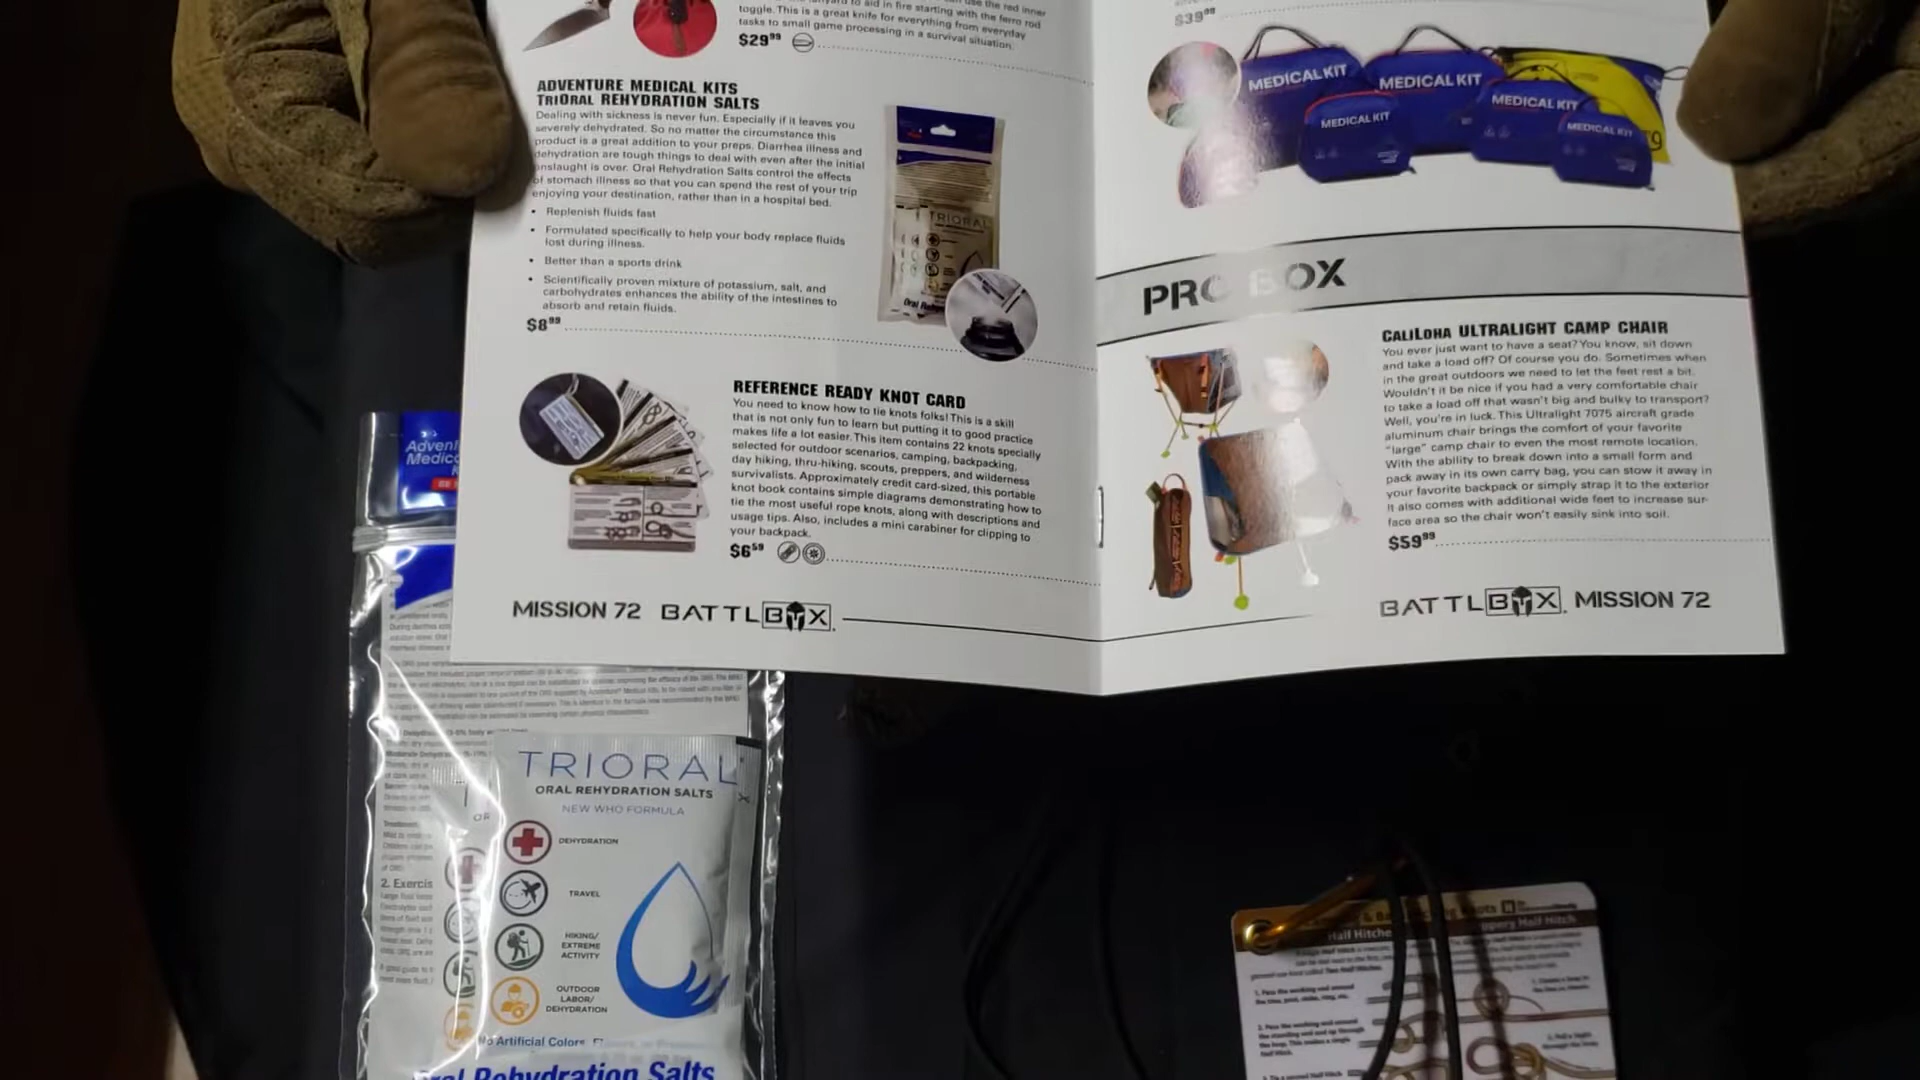 to aid in fire starting with the ferro rod
toggle. This is a great knife for everything from everyday
tasks to small game processing in a survival situation.
$29⁹⁹
ADVENTURE MEDICAL KITS
TRIORAL REHYDRATION SALTS
Dealing with sickness is never fun. Especially if it leaves you
severely dehydrated. So no matter the circumstance this
product is a great addition to your preps. Diarrhea illness and
dehydration are tough things to deal with even after the initial
onslaught is over. Oral Rehydration Salts control the effects
of stomach illness so that you can spend the rest of your trip
enjoying your destination, rather than in a hospital bed.
• Replenish fluids fast
• Formulated specifically to help your body replace fluids
lost during illness.
• Better than a sports drink
• Scientifically proven mixture of potassium, salt, and
carbohydrates enhances the ability of the intestines to
absorb and retain fluids.
$8⁹⁹
TRIORAL
REFERENCE READY KNOT CARD
You need to know how to tie knots folks! This is a skill
that is not only fun to learn but putting it to good practice
makes life a lot easier. This item contains 22 knots specially
selected for outdoor scenarios, camping, backpacking,
day hiking, thru-hiking, scouts, preppers, and wilderness
survivalists. Approximately credit card-sized, this portable
knot book contains simple diagrams demonstrating how to
tie the most useful rope knots, along with descriptions and
usage tips. Also, includes a mini carabiner for clipping to
your backpack.
$6⁵⁹
MISSION 72 BATTLBOX
$39⁹⁹
MEDICAL KIT
MEDICAL KIT
MEDICAL KIT
MEDICAL KIT
MEDICAL KIT
PRO BOX
CALILOHA ULTRALIGHT CAMP CHAIR
You ever just want to have a seat? You know, sit down
and take a load off? Of course you do. Sometimes when
in the great outdoors we need to let the feet rest a bit.
Wouldn't it be nice if you had a very comfortable chair
to take a load off that wasn't big and bulky to transport?
Well, you're in luck. This Ultralight 7075 aircraft grade
aluminum chair brings the comfort of your favorite
"large" camp chair to even the most remote location.
With the ability to break down into a small form and
pack away in its own carry bag, you can stow it away in
your favorite backpack or simply strap it to the exterior
It also comes with additional wide feet to increase sur-
face area so the chair won't easily sink into soil.
$59⁹⁹
BATTLBOX MISSION 72
TRIORAL
ORAL REHYDRATION SALTS
NEW WHO FORMULA
DEHYDRATION
TRAVEL
HIKING/
EXTREME
ACTIVITY
OUTDOOR
LABOR/
DEHYDRATION
No Artificial Colors
Oral Rehydration Salts
2. Exercis
Half Hitche
ppery Half Hitch